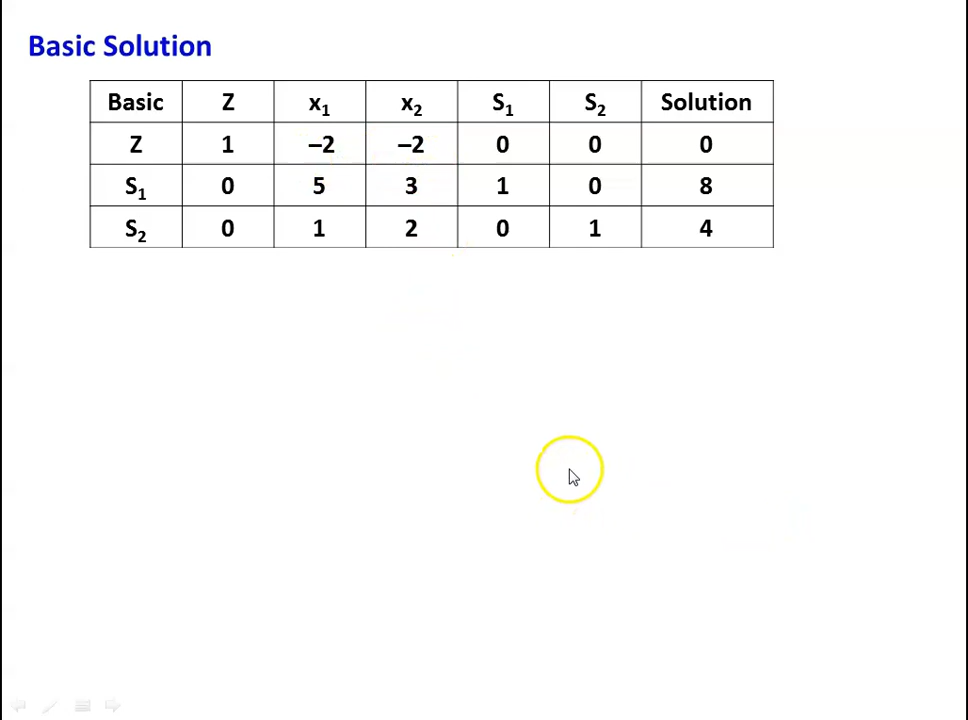 Basic Solution
Basic Z x₁ x₂ S₁ S₂ Solution
Z 1 –2 –2 0 0 0
S₁ 0 5 3 1 0 8
S₂ 0 1 2 0 1 4